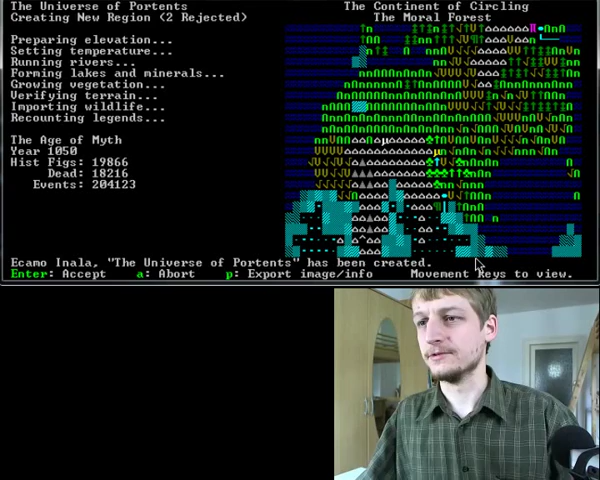 The Universe of Portents
The Continent of Circling
Creating New Region (2 Rejected)
The Moral Forest
Preparing elevation...
Setting temperature...
Running rivers...
Forming lakes and minerals...
Growing vegetation...
Verifying terrain...
Importing wildlife...
Recounting legends...
The Age of Myth
Year 1050
Hist Figs: 19866
Dead: 18216
Events: 204123
Ecamo Inala, "The Universe of Portents" has been created.
Enter: Accept a: Abort p: Export image/info Movement Keys to view.